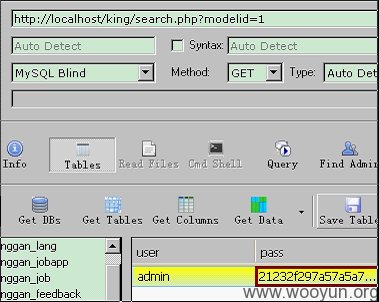 http://localhost/king/search.php?modelid=1
Auto Detect Syntax: Auto Detect
MySQL Blind Method: GET Type: Auto Det
Info Tables Read Files Cmd Shell Query Find Admi
Get DBs Get Tables Get Columns Get Data Save Table
nggan_lang user pass
nggan_jobapp admin 21232f297a57a5a7...
nggan_job
nggan_feedback
www.wooyun.org